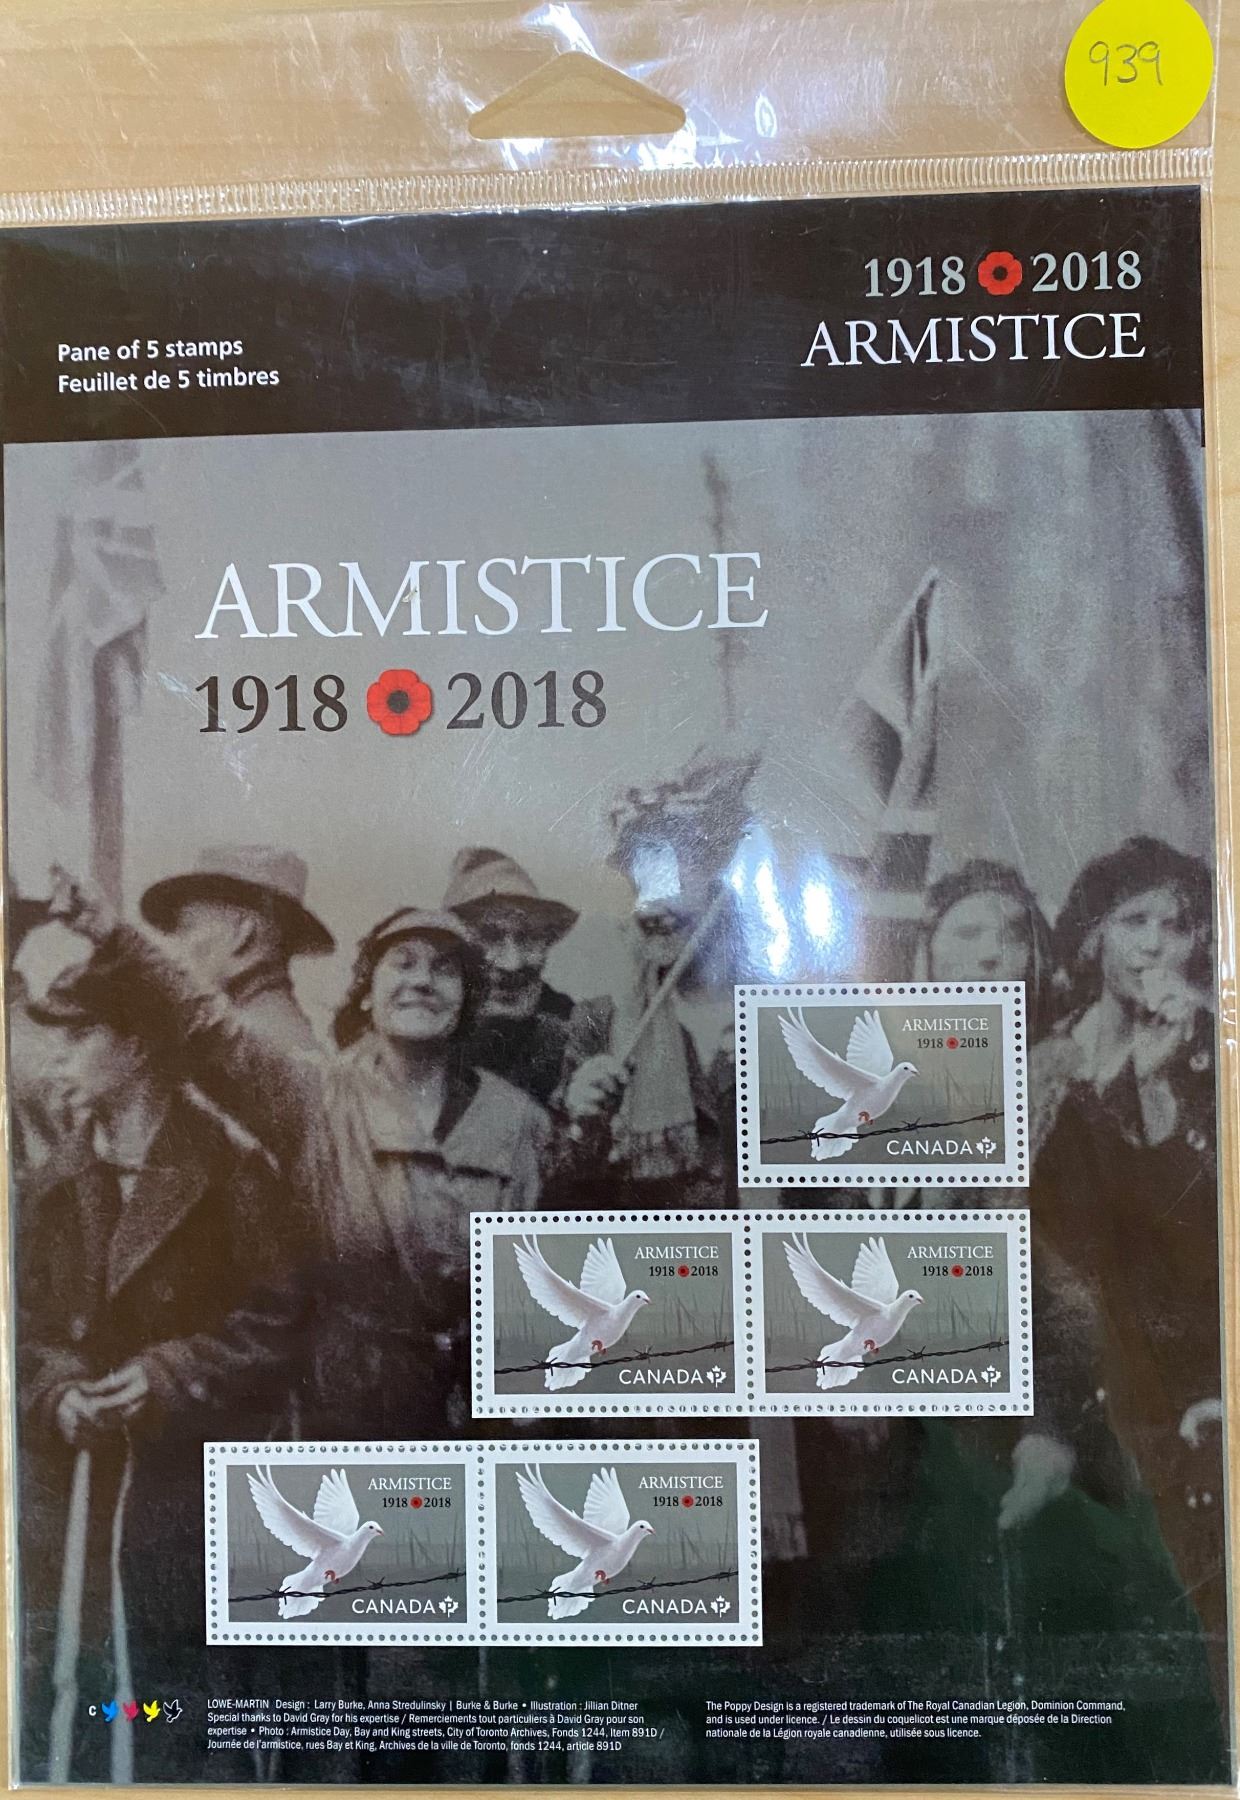 939
1918 2018
ARMISTICE
Pane of 5 stamps
Feuillet de 5 timbres
ARMISTICE
1918 2018
ARMISTICE
1918 2018
CANADA P
ARMISTICE
1918 2018
CANADA P
ARMISTICE
1918 2018
CANADA P
ARMISTICE
1918 2018
CANADA P
ARMISTICE
1918 2018
CANADA P
C
LOWE-MARTIN Design : Larry Burke, Anna Stredulinsky | Burke & Burke • Illustration : Jillian Ditner
Special thanks to David Gray for his expertise / Remerciements tout particuliers à David Gray pour son
expertise • Photo : Armistice Day, Bay and King streets, City of Toronto Archives, Fonds 1244, Item 891D /
Journée de l'armistice, rues Bay et King, Archives de la ville de Toronto, fonds 1244, article 891D
The Poppy Design is a registered trademark of The Royal Canadian Legion, Dominion Command,
and is used under licence. / Le dessin du coquelicot est une marque déposée de la Direction
nationale de la Légion royale canadienne, utilisée sous licence.